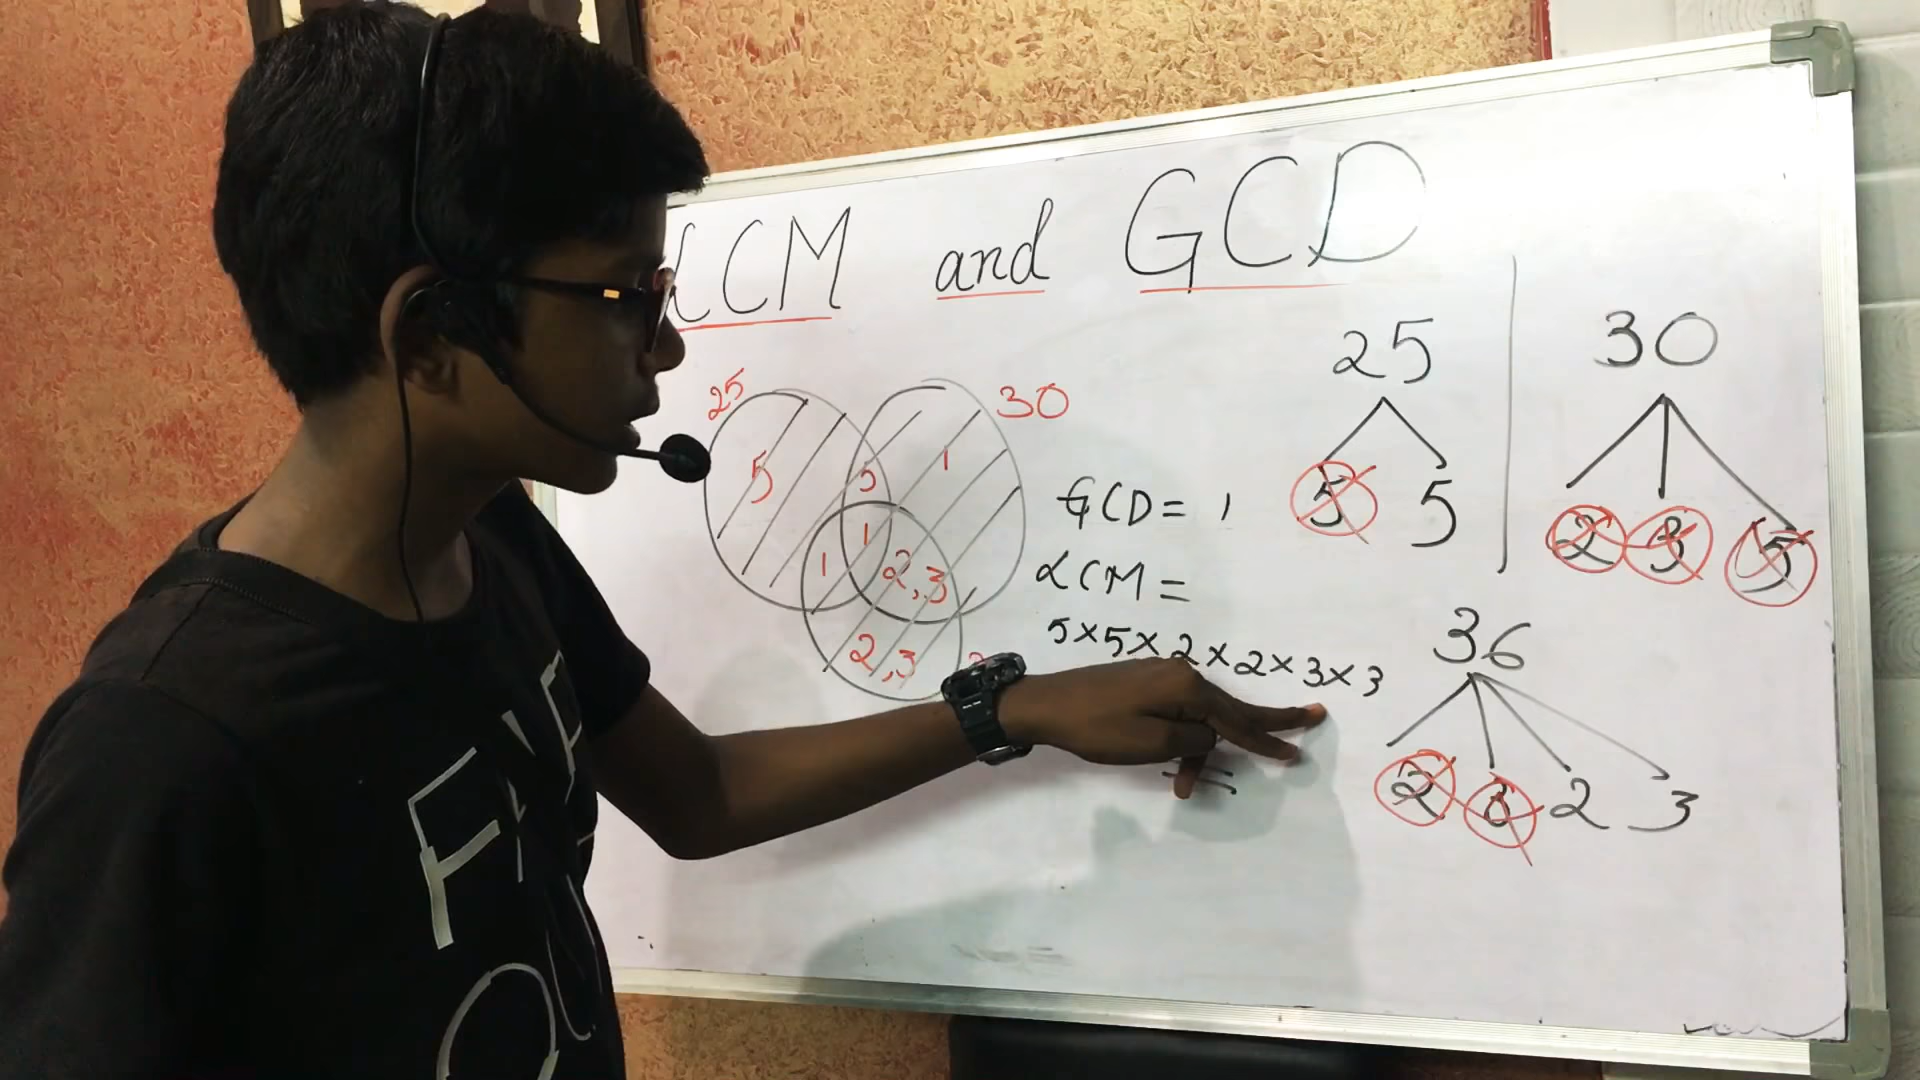 LCM and GCD
25 30
5 5 1
1 1 2,3
2,3
GCD = 1
LCM =
5×5×2×2×3×3
=
25
5 5
30
2 3 5
36
2 2 3